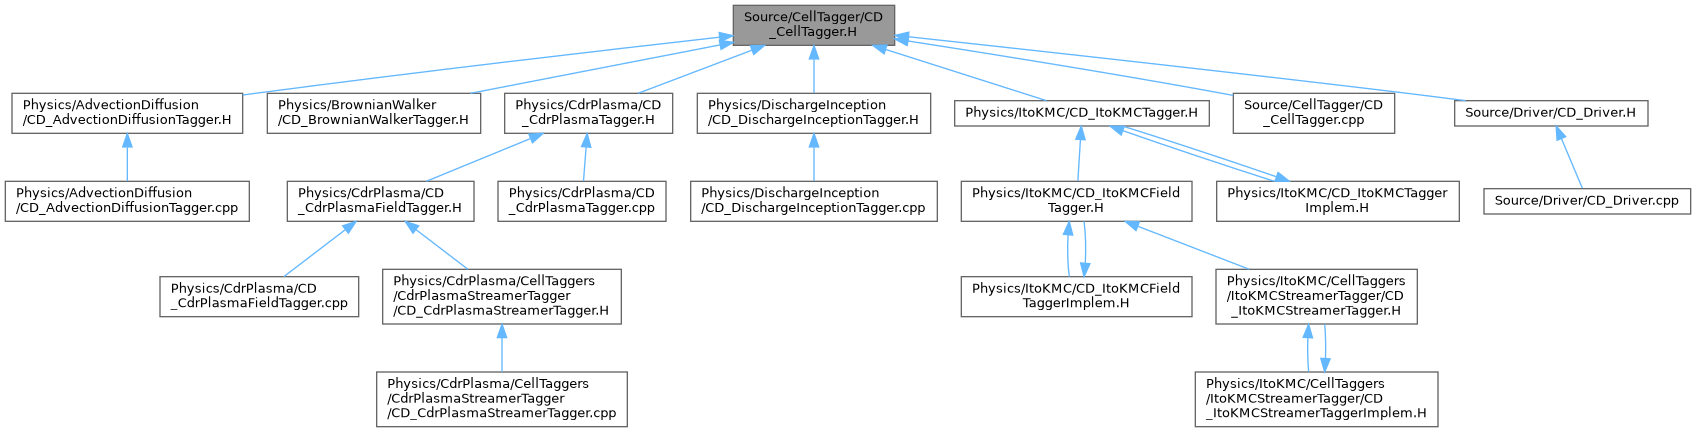 Source/CellTagger/CD
_CellTagger.H
Physics/AdvectionDiffusion
/CD_AdvectionDiffusionTagger.H
Physics/BrownianWalker
/CD_BrownianWalkerTagger.H
Physics/CdrPlasma/CD
_CdrPlasmaTagger.H
Physics/DischargeInception
/CD_DischargeInceptionTagger.H
Physics/ItoKMC/CD_ItoKMCTagger.H
Source/CellTagger/CD
_CellTagger.cpp
Source/Driver/CD_Driver.H
Physics/AdvectionDiffusion
/CD_AdvectionDiffusionTagger.cpp
Physics/CdrPlasma/CD
_CdrPlasmaFieldTagger.H
Physics/CdrPlasma/CD
_CdrPlasmaTagger.cpp
Physics/DischargeInception
/CD_DischargeInceptionTagger.cpp
Physics/ItoKMC/CD_ItoKMCField
Tagger.H
Physics/ItoKMC/CD_ItoKMCTagger
Implem.H
Source/Driver/CD_Driver.cpp
Physics/CdrPlasma/CD
_CdrPlasmaFieldTagger.cpp
Physics/CdrPlasma/CellTaggers
/CdrPlasmaStreamerTagger
/CD_CdrPlasmaStreamerTagger.H
Physics/ItoKMC/CD_ItoKMCField
TaggerImplem.H
Physics/ItoKMC/CellTaggers
/ItoKMCStreamerTagger/CD
_ItoKMCStreamerTagger.H
Physics/CdrPlasma/CellTaggers
/CdrPlasmaStreamerTagger
/CD_CdrPlasmaStreamerTagger.cpp
Physics/ItoKMC/CellTaggers
/ItoKMCStreamerTagger/CD
_ItoKMCStreamerTaggerImplem.H